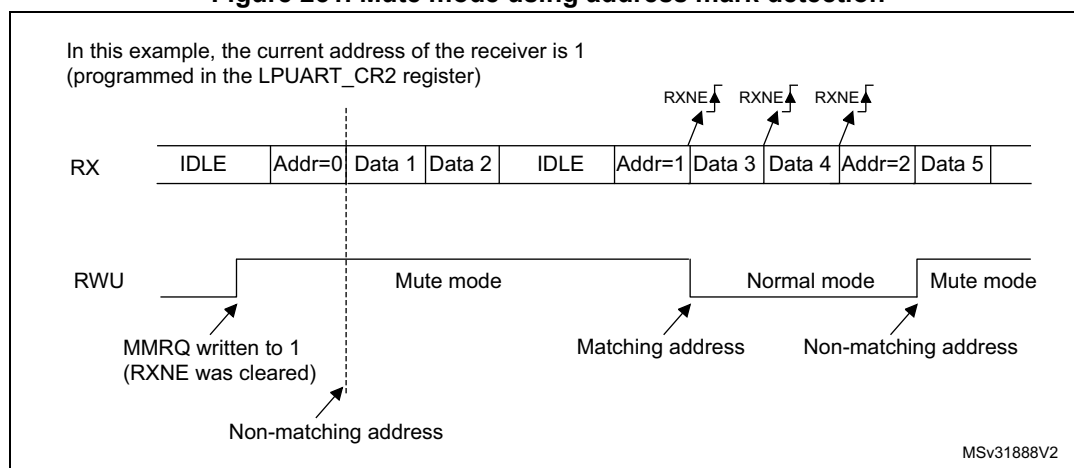 In this example, the current address of the receiver is 1
(programmed in the LPUART_CR2 register)
RXNE RXNE RXNE
RX IDLE Addr=0 Data 1 Data 2 IDLE Addr=1 Data 3 Data 4 Addr=2 Data 5
RWU Mute mode Normal mode Mute mode
MMRQ written to 1 Matching address Non-matching address
(RXNE was cleared)
Non-matching address
MSv31888V2